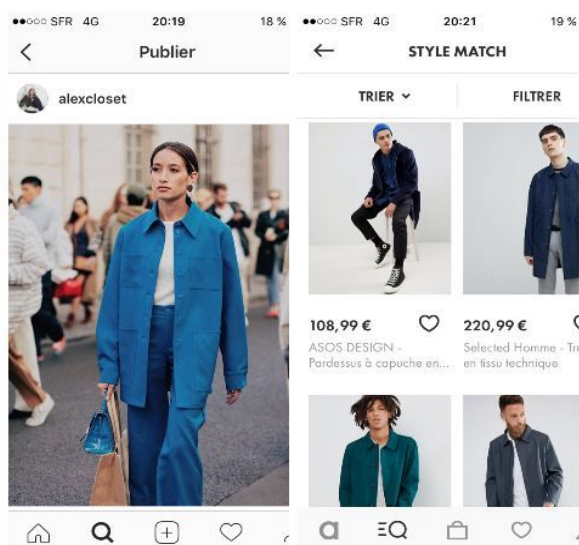 SFR 4G 20:19 18 %
Publier
alexcloset
SFR 4G 20:21 19 %
STYLE MATCH
TRIER
FILTRER
108,99 €
ASOS DESIGN -
Pardessus à capuche en...
220,99 €
Selected Homme -
en tissu technique